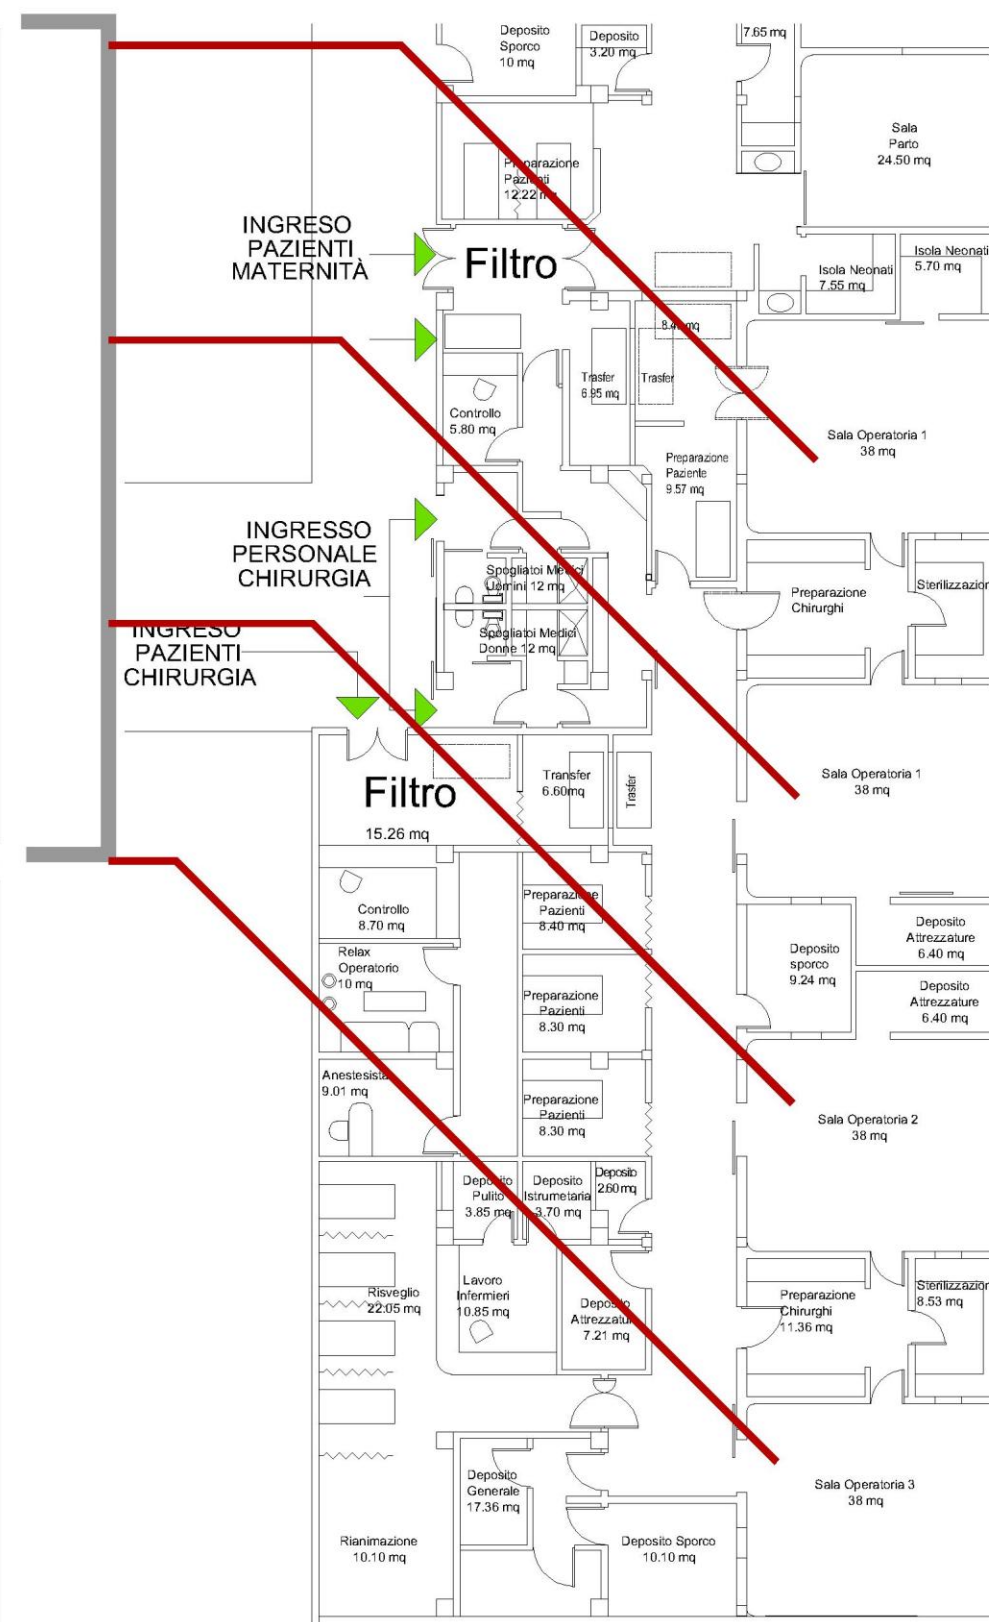 Deposito
Sporco
10 mq
Deposito
3.20 mq
7.65 mq
Sala
Parto
24.50 mq
Preparazione
Pazienti
12.22 mq
INGRESO
PAZIENTI
MATERNITÀ
Filtro
Isola Neonati
7.55 mq
Isola Neonati
5.70 mq
Trasfer
6.95 mq
Trasfer
Controllo
5.80 mq
Sala Operatoria 1
38 mq
Preparazione
Paziente
9.57 mq
INGRESSO
PERSONALE
CHIRURGIA
Spogliatoi Medici
Uomini 12 mq
Spogliatoi Medici
Donne 12 mq
Preparazione
Chirurghi
Sterilizzazion
INGRESO
PAZIENTI
CHIRURGIA
Filtro
15.26 mq
Transfer
6.60mq
Trasfer
Sala Operatoria 1
38 mq
Controllo
8.70 mq
Preparazione
Pazienti
8.40 mq
Deposito
sporco
9.24 mq
Deposito
Attrezzature
6.40 mq
Relax
Operatorio
10 mq
Preparazione
Pazienti
8.30 mq
Deposito
Attrezzature
6.40 mq
Anestesista
9.01 mq
Preparazione
Pazienti
8.30 mq
Sala Operatoria 2
38 mq
Deposito
Pulito
3.85 mq
Deposito
Istrumetaria
3.70 mq
Deposito
2.60 mq
Risveglio
22.05 mq
Lavoro
Infermieri
10.85 mq
Deposito
Attrezzature
7.21 mq
Preparazione
Chirurghi
11.36 mq
Sterilizzazion
8.53 mq
Deposito
Generale
17.36 mq
Sala Operatoria 3
38 mq
Rianimazione
10.10 mq
Deposito Sporco
10.10 mq